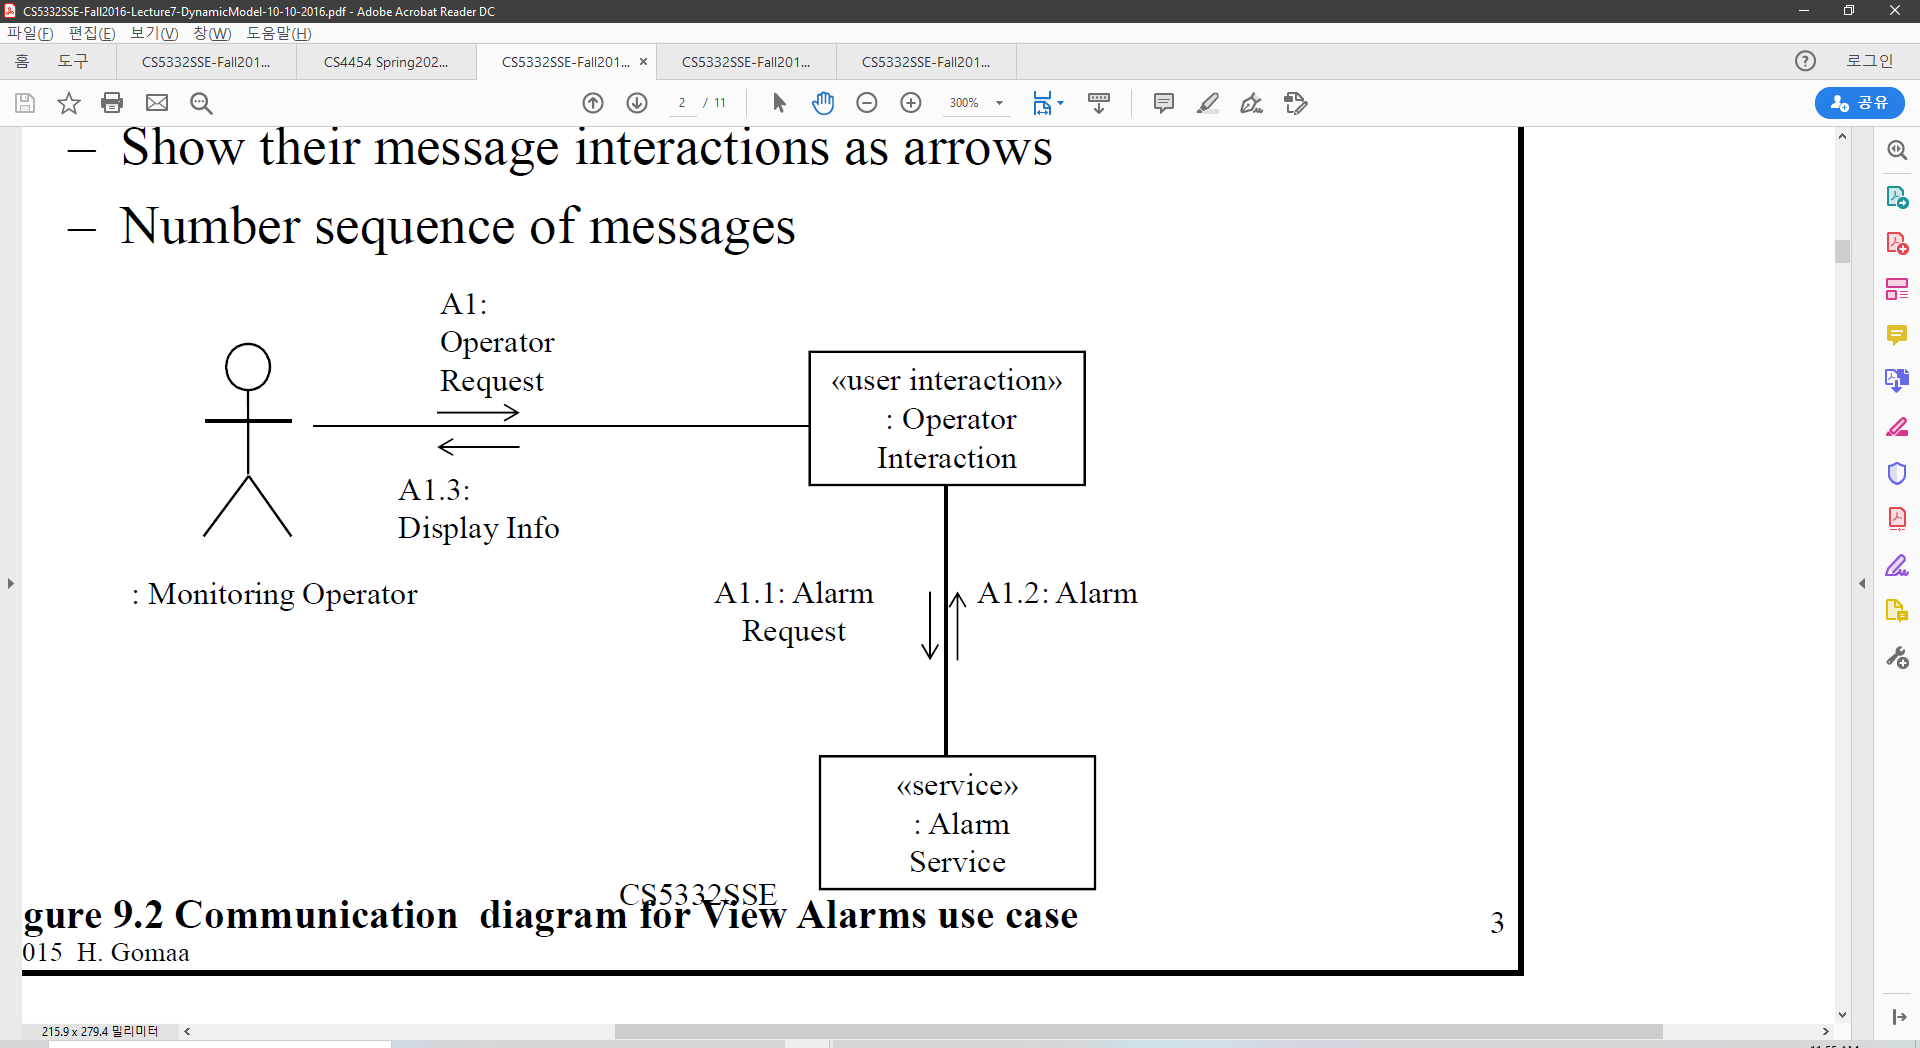 CS5332SSE-Fall2016-Lecture7-DynamicModel-10-10-2016.pdf - Adobe Acrobat Reader DC
파일(F) 편집(E) 보기(V) 창(W) 도움말(H)
홈 도구 CS5332SSE-Fall201... CS4454 Spring202... CS5332SSE-Fall201... × CS5332SSE-Fall201... CS5332SSE-Fall201... 로그인
2 / 11 300% 공유
– Show their message interactions as arrows
– Number sequence of messages
A1:
Operator
Request
«user interaction»
: Operator
Interaction
A1.3:
Display Info
: Monitoring Operator
A1.1: Alarm
Request
A1.2: Alarm
«service»
: Alarm
Service
CS5332SSE
gure 9.2 Communication diagram for View Alarms use case
3
015 H. Gomaa
215.9 x 279.4 밀리미터